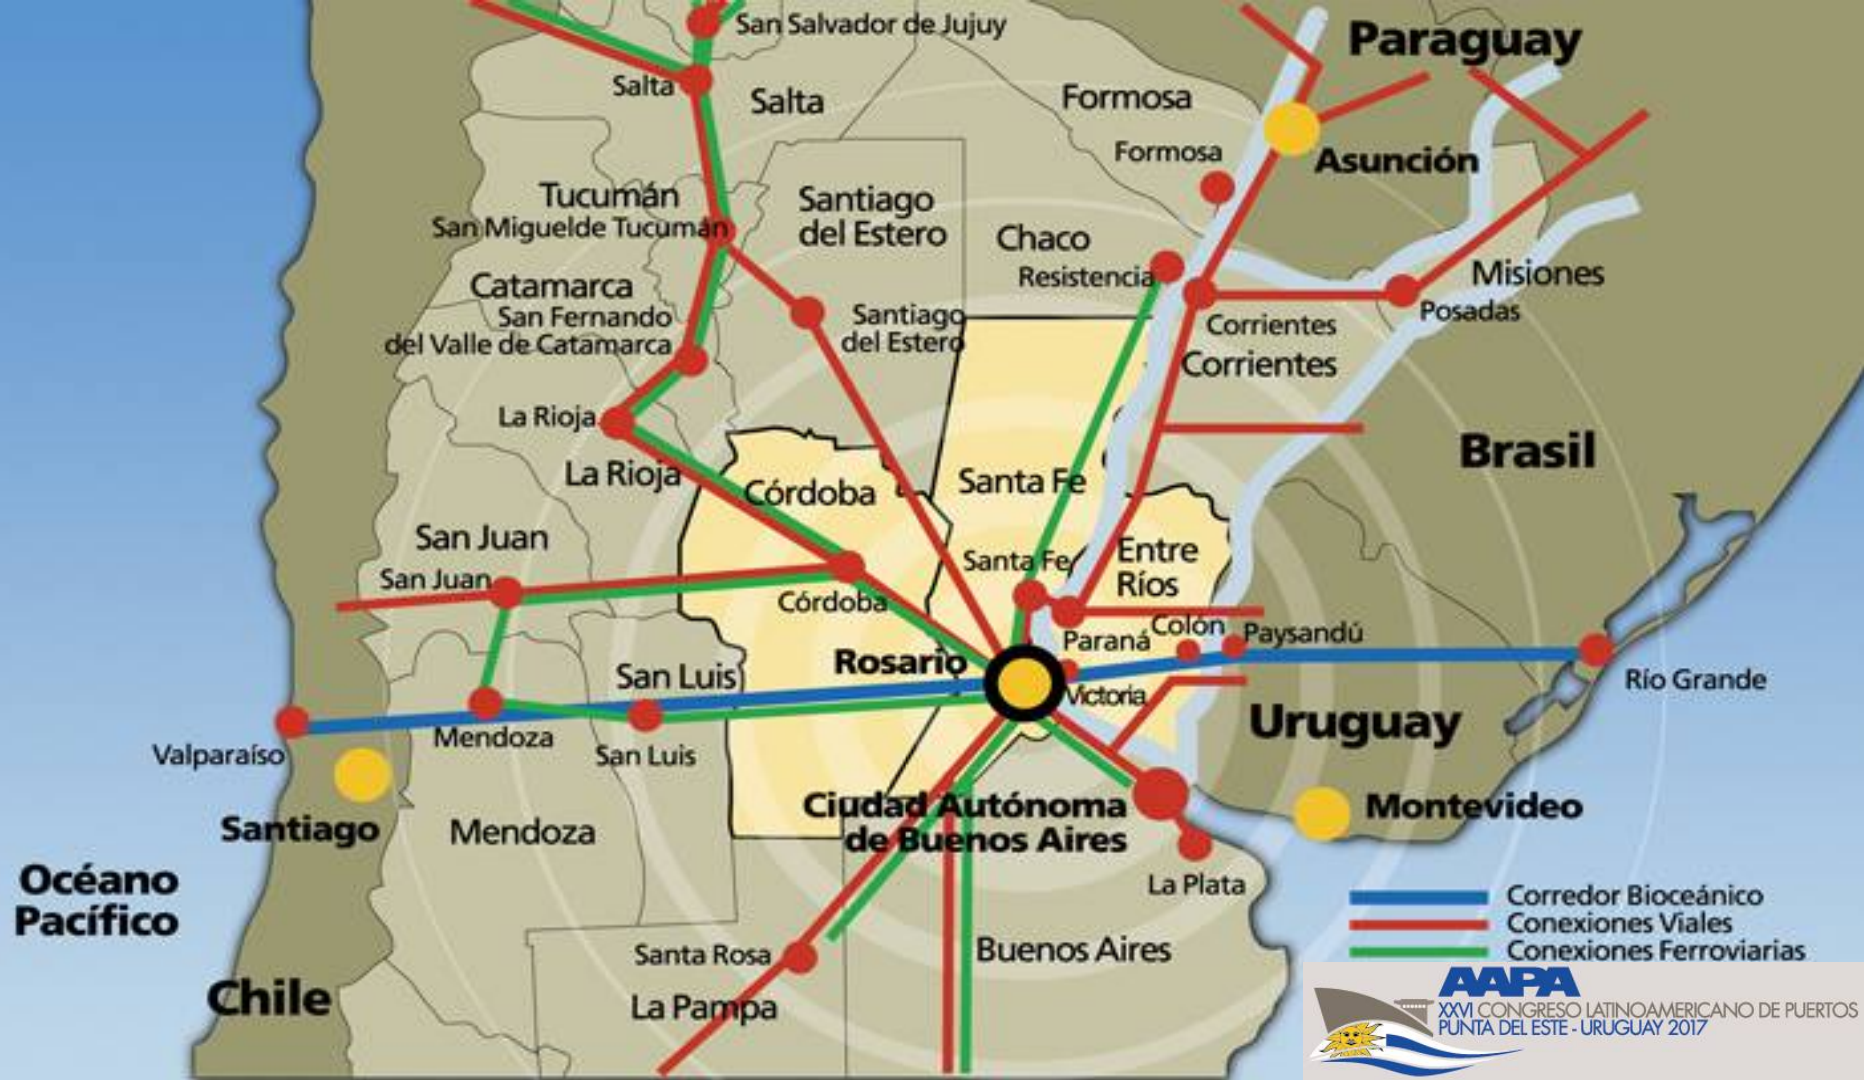 San Salvador de Jujuy
Paraguay
Salta
Salta
Formosa
Formosa
Asunción
Tucumán
San Miguelde Tucumán
Santiago
del Estero
Chaco
Resistencia
Misiones
Posadas
Catamarca
San Fernando
del Valle de Catamarca
Santiago
del Estero
Corrientes
Corrientes
La Rioja
La Rioja
Córdoba
Santa Fe
Brasil
San Juan
San Juan
Santa Fe
Entre
Ríos
Córdoba
Paraná
Colón
Paysandú
Rosario
San Luis
Victoria
Río Grande
Uruguay
Valparaíso
Mendoza
San Luis
Santiago
Mendoza
Ciudad Autónoma
de Buenos Aires
Montevideo
Océano
Pacífico
La Plata
Corredor Bioceánico
Conexiones Viales
Conexiones Ferroviarias
Santa Rosa
Buenos Aires
Chile
La Pampa
AAPA
XXVI CONGRESO LATINOAMERICANO DE PUERTOS
PUNTA DEL ESTE - URUGUAY 2017